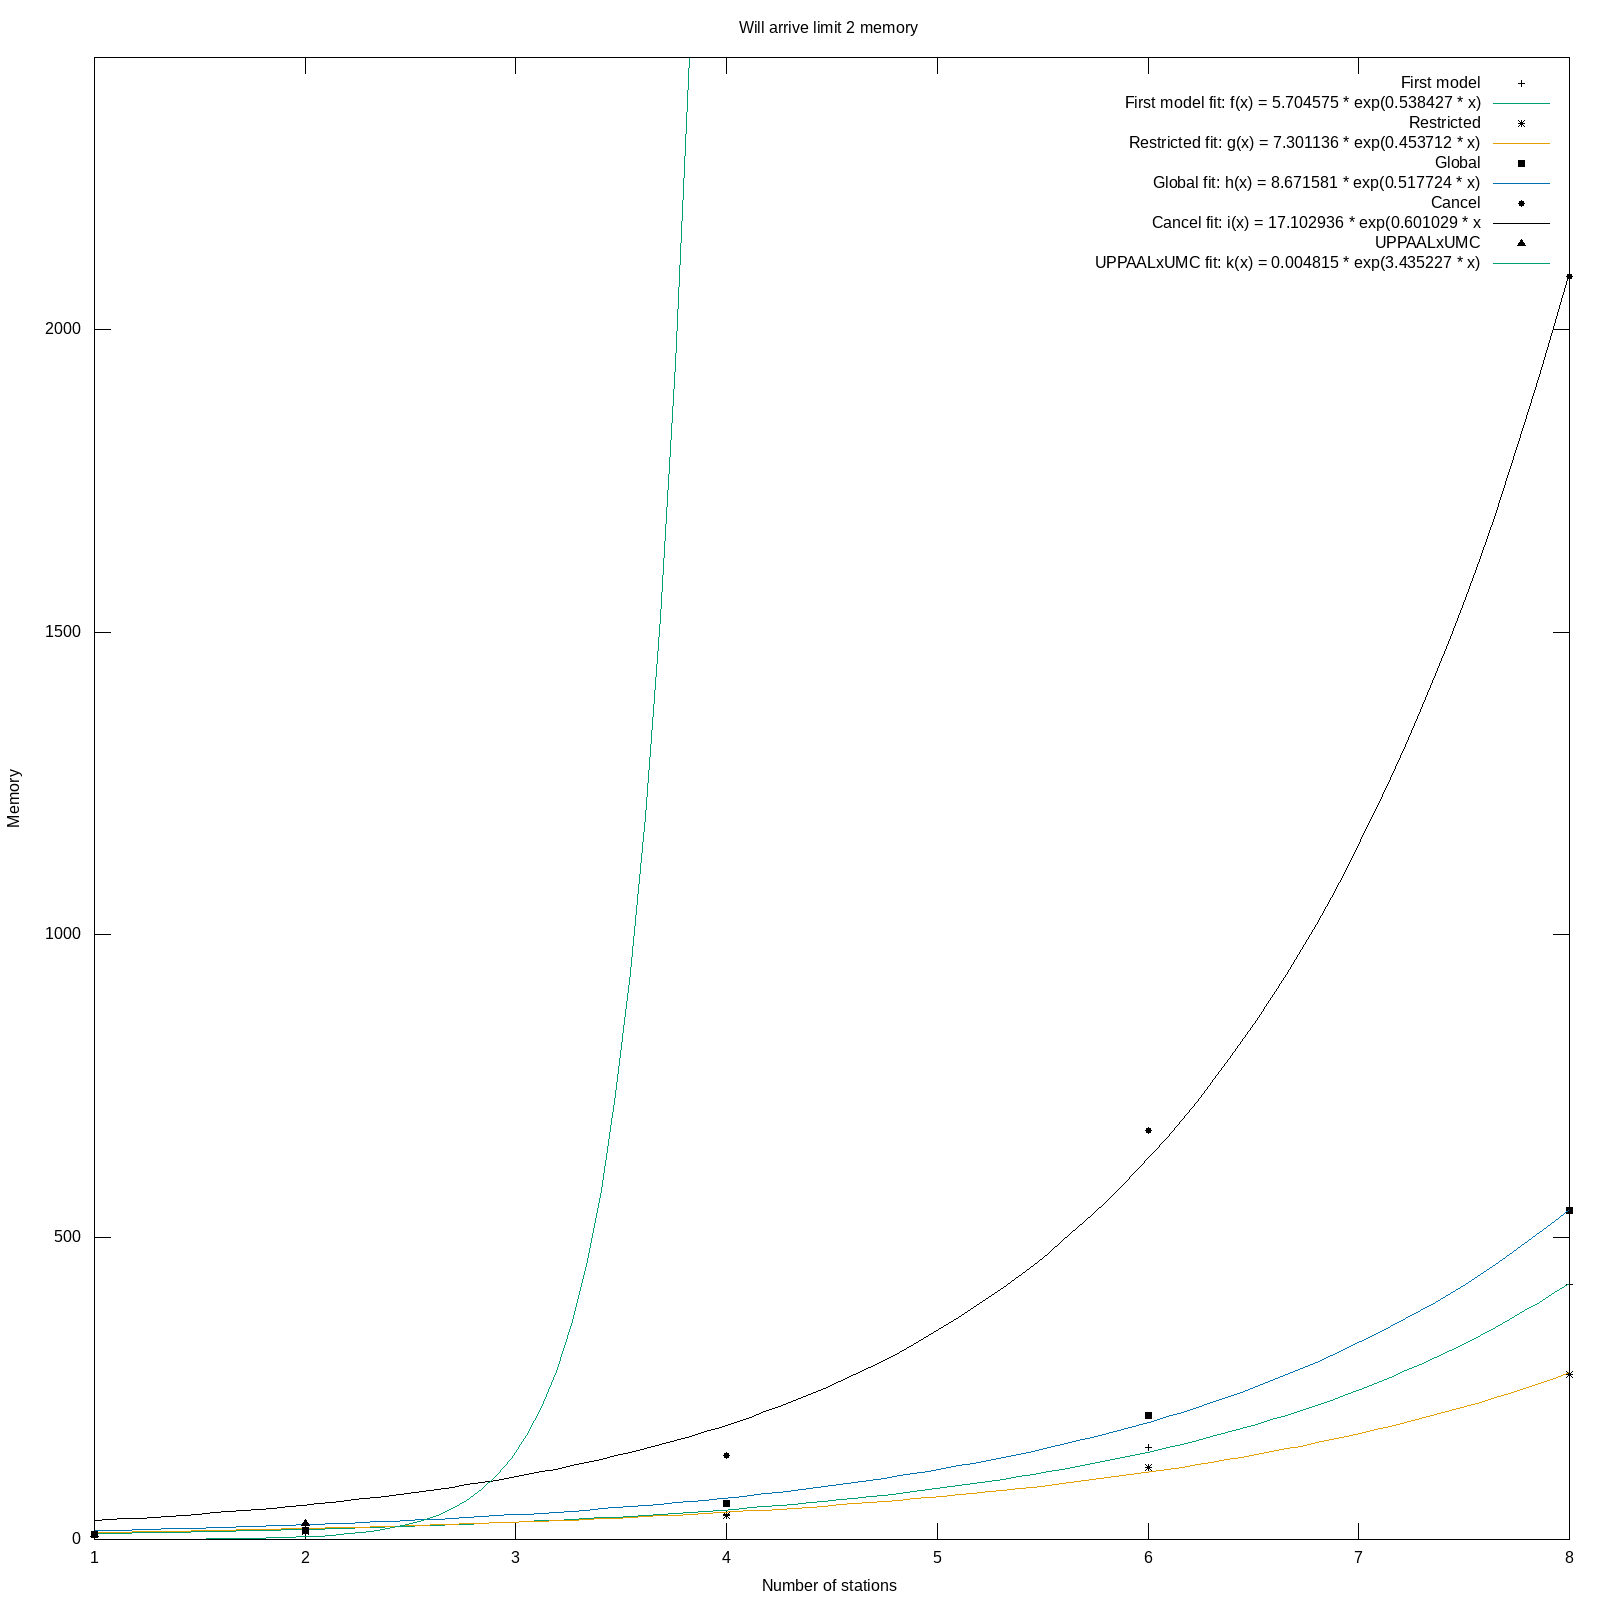 Will arrive limit 2 memory
First model
First model fit: f(x) = 5.704575 * exp(0.538427 * x)
Restricted
Restricted fit: g(x) = 7.301136 * exp(0.453712 * x)
Global
Global fit: h(x) = 8.671581 * exp(0.517724 * x)
Cancel
Cancel fit: i(x) = 17.102936 * exp(0.601029 * x
UPPAALxUMC
UPPAALxUMC fit: k(x) = 0.004815 * exp(3.435227 * x)
2000
1500
1000
500
0
Memory
1 2 3 4 5 6 7 8
Number of stations